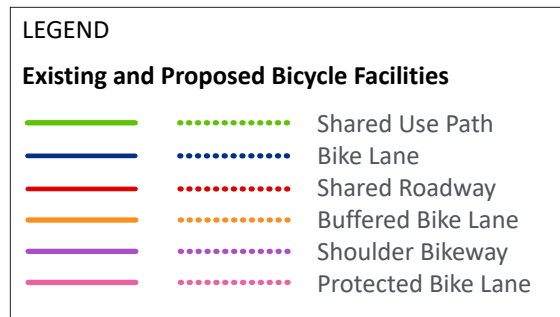 LEGEND
Existing and Proposed Bicycle Facilities
Shared Use Path
Bike Lane
Shared Roadway
Buffered Bike Lane
Shoulder Bikeway
Protected Bike Lane